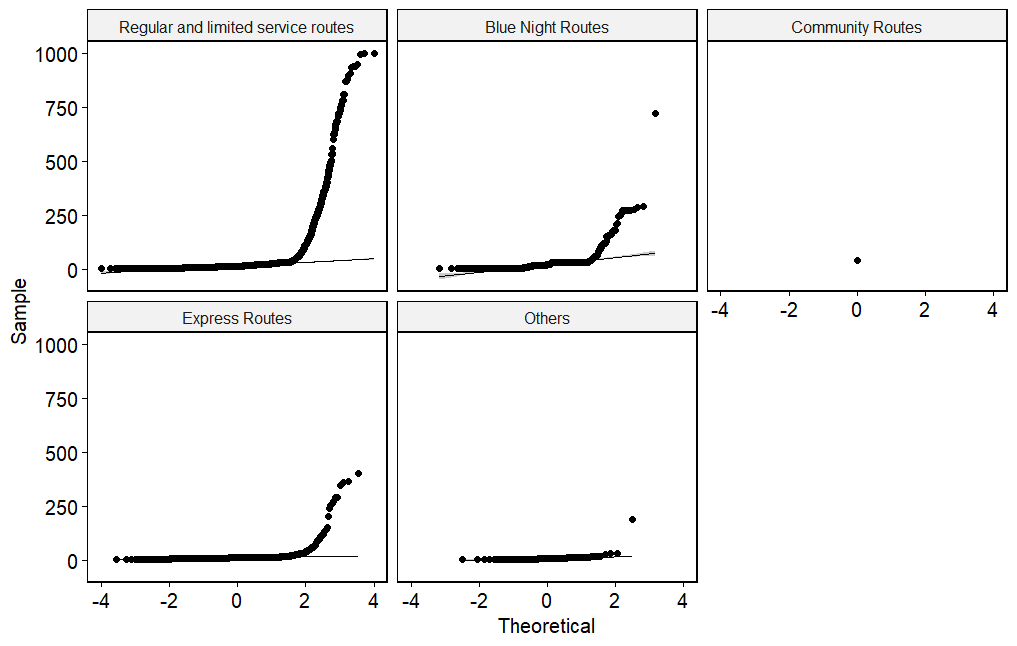 Regular and limited service routes
Blue Night Routes
Community Routes
1000
750
500
250
0
-4 -2 0 2 4
Sample
Express Routes
Others
1000
750
500
250
0
-4 -2 0 2 4
-4 -2 0 2 4
Theoretical